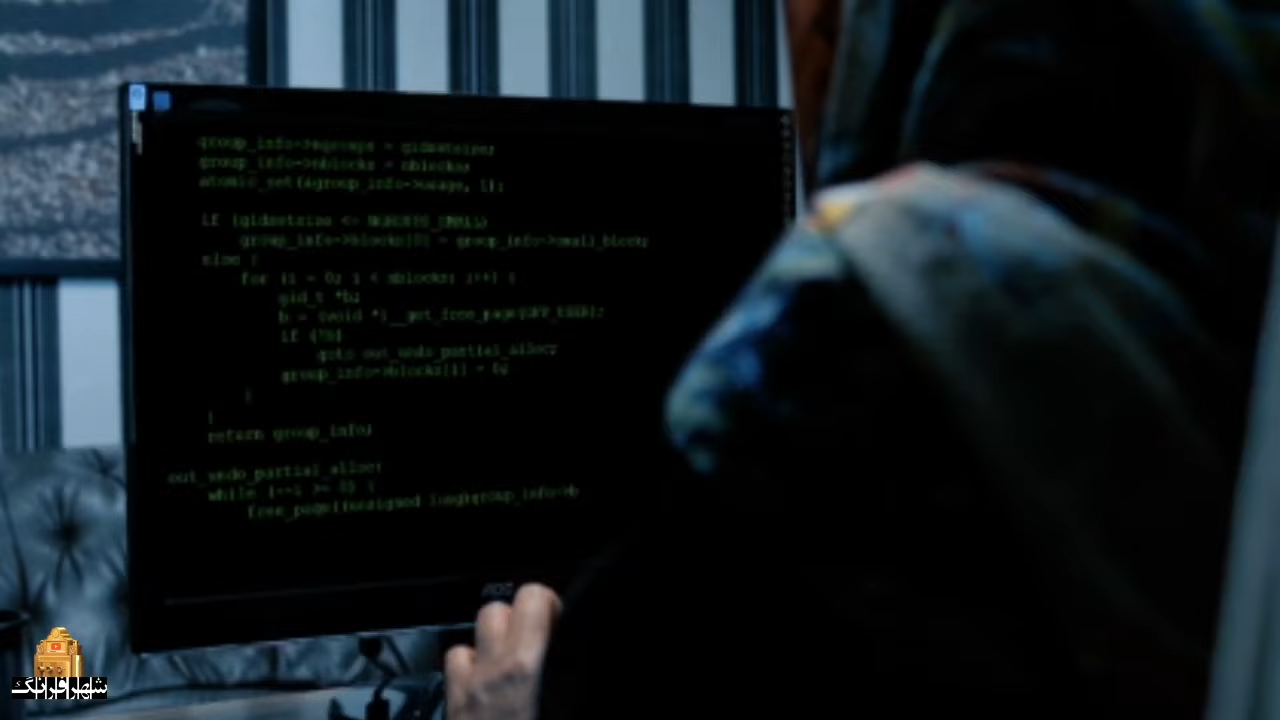 group_info->ngroups = gidsetsize;
group_info->nblocks = nblocks;
atomic_set(&group_info->usage, 1);
if (gidsetsize <= NGROUPS_SMALL)
group_info->blocks[0] = group_info->small_block;
else {
for (i = 0; i < nblocks; i++) {
gid_t *b;
b = (void *)__get_free_page(GFP_USER);
if (!b)
goto out_undo_partial_alloc;
group_info->blocks[i] = b;
}
}
return group_info;
out_undo_partial_alloc:
while (--i >= 0) {
free_page((unsigned long)group_info->b
شهرفرنگ